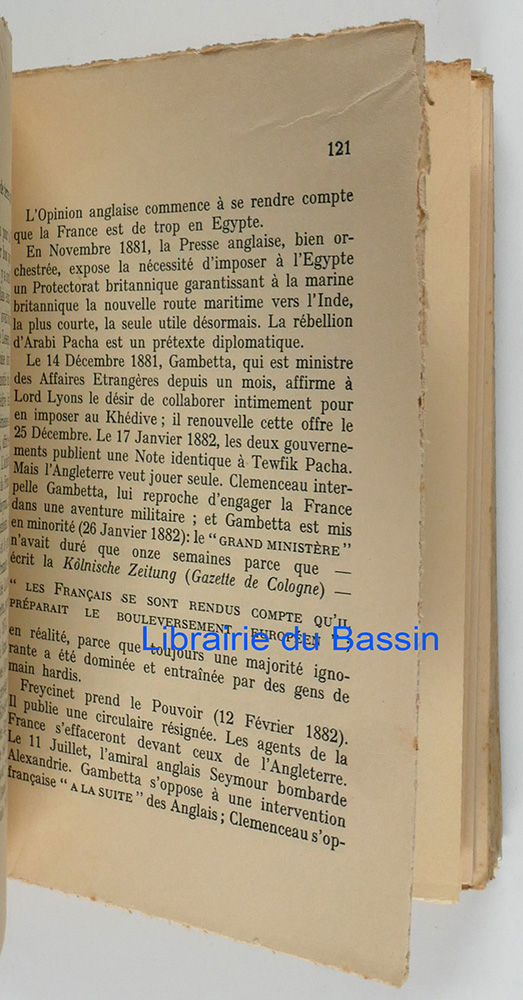 121
L'Opinion anglaise commence à se rendre compte
que la France est de trop en Egypte.
En Novembre 1881, la Presse anglaise, bien or-
chestrée, expose la nécessité d'imposer à l'Egypte
un Protectorat britannique garantissant à la marine
britannique la nouvelle route maritime vers l'Inde,
la plus courte, la seule utile désormais. La rébellion
d'Arabi Pacha est un prétexte diplomatique.
Le 14 Décembre 1881, Gambetta, qui est ministre
des Affaires Etrangères depuis un mois, affirme à
Lord Lyons le désir de collaborer intimement pour
en imposer au Khédive ; il renouvelle cette offre le
25 Décembre. Le 17 Janvier 1882, les deux gouverne-
ments publient une Note identique à Tewfik Pacha.
Mais l'Angleterre veut jouer seule. Clemenceau inter-
pelle Gambetta, lui reproche d'engager la France
dans une aventure militaire ; et Gambetta est mis
en minorité (26 Janvier 1882): le "GRAND MINISTÈRE"
n'avait duré que onze semaines parce que —
écrit la Kölnische Zeitung (Gazette de Cologne) —
" LES FRANÇAIS SE SONT RENDUS COMPTE QU'IL
PRÉPARAIT LE BOULEVERSEMENT EUROPÉEN " ;
Librairie du Bassin
en réalité, parce que toujours une majorité igno-
rante a été dominée et entraînée par des gens de
main hardis.
Freycinet prend le Pouvoir (12 Février 1882).
Il publie une circulaire résignée. Les agents de la
France s'effaceront devant ceux de l'Angleterre.
Le 11 Juillet, l'amiral anglais Seymour bombarde
Alexandrie. Gambetta s'oppose à une intervention
française " A LA SUITE " des Anglais ; Clemenceau s'op-